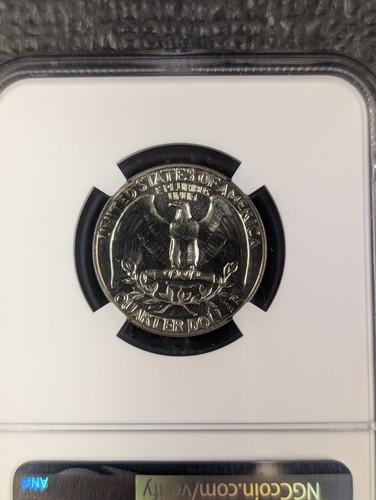 UNITED STATES OF AMERICA
E PLURIBUS
UNUM
QUARTER DOLLAR
NGCcoin.com/verify